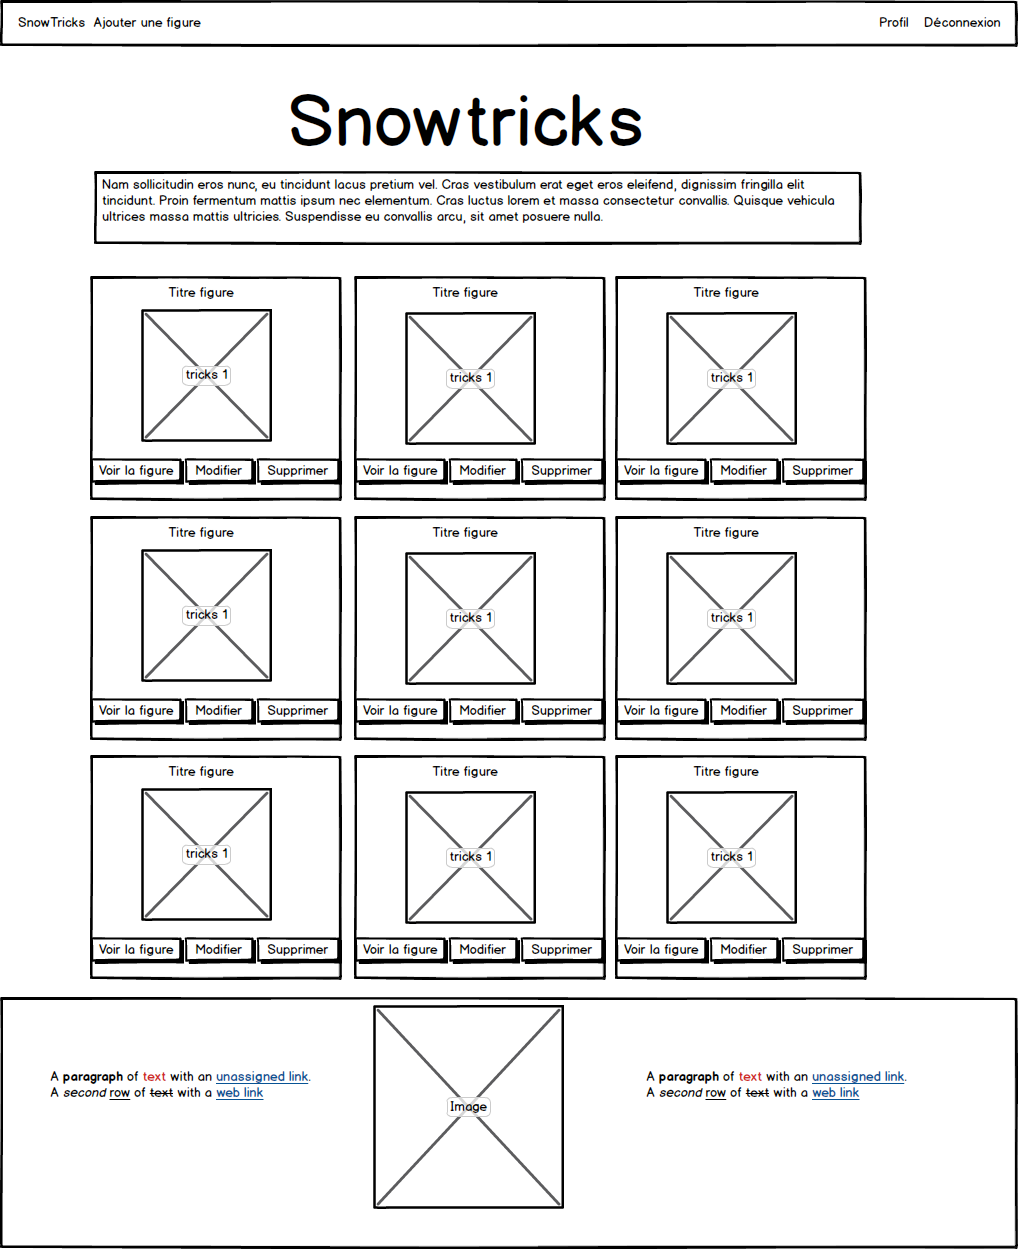 SnowTricks Ajouter une figure Profil Déconnexion
Snowtricks
Nam sollicitudin eros nunc, eu tincidunt lacus pretium vel. Cras vestibulum erat eget eros eleifend, dignissim fringilla elit
tincidunt. Proin fermentum mattis ipsum nec elementum. Cras luctus lorem et massa consectetur convallis. Quisque vehicula
ultrices massa mattis ultricies. Suspendisse eu convallis arcu, sit amet posuere nulla.
Titre figure Titre figure Titre figure
tricks 1 tricks 1 tricks 1
Voir la figure Modifier Supprimer Voir la figure Modifier Supprimer Voir la figure Modifier Supprimer
Titre figure Titre figure Titre figure
tricks 1 tricks 1 tricks 1
Voir la figure Modifier Supprimer Voir la figure Modifier Supprimer Voir la figure Modifier Supprimer
Titre figure Titre figure Titre figure
tricks 1 tricks 1 tricks 1
Voir la figure Modifier Supprimer Voir la figure Modifier Supprimer Voir la figure Modifier Supprimer
A paragraph of text with an unassigned link.
A second row of text with a web link
Image
A paragraph of text with an unassigned link.
A second row of text with a web link